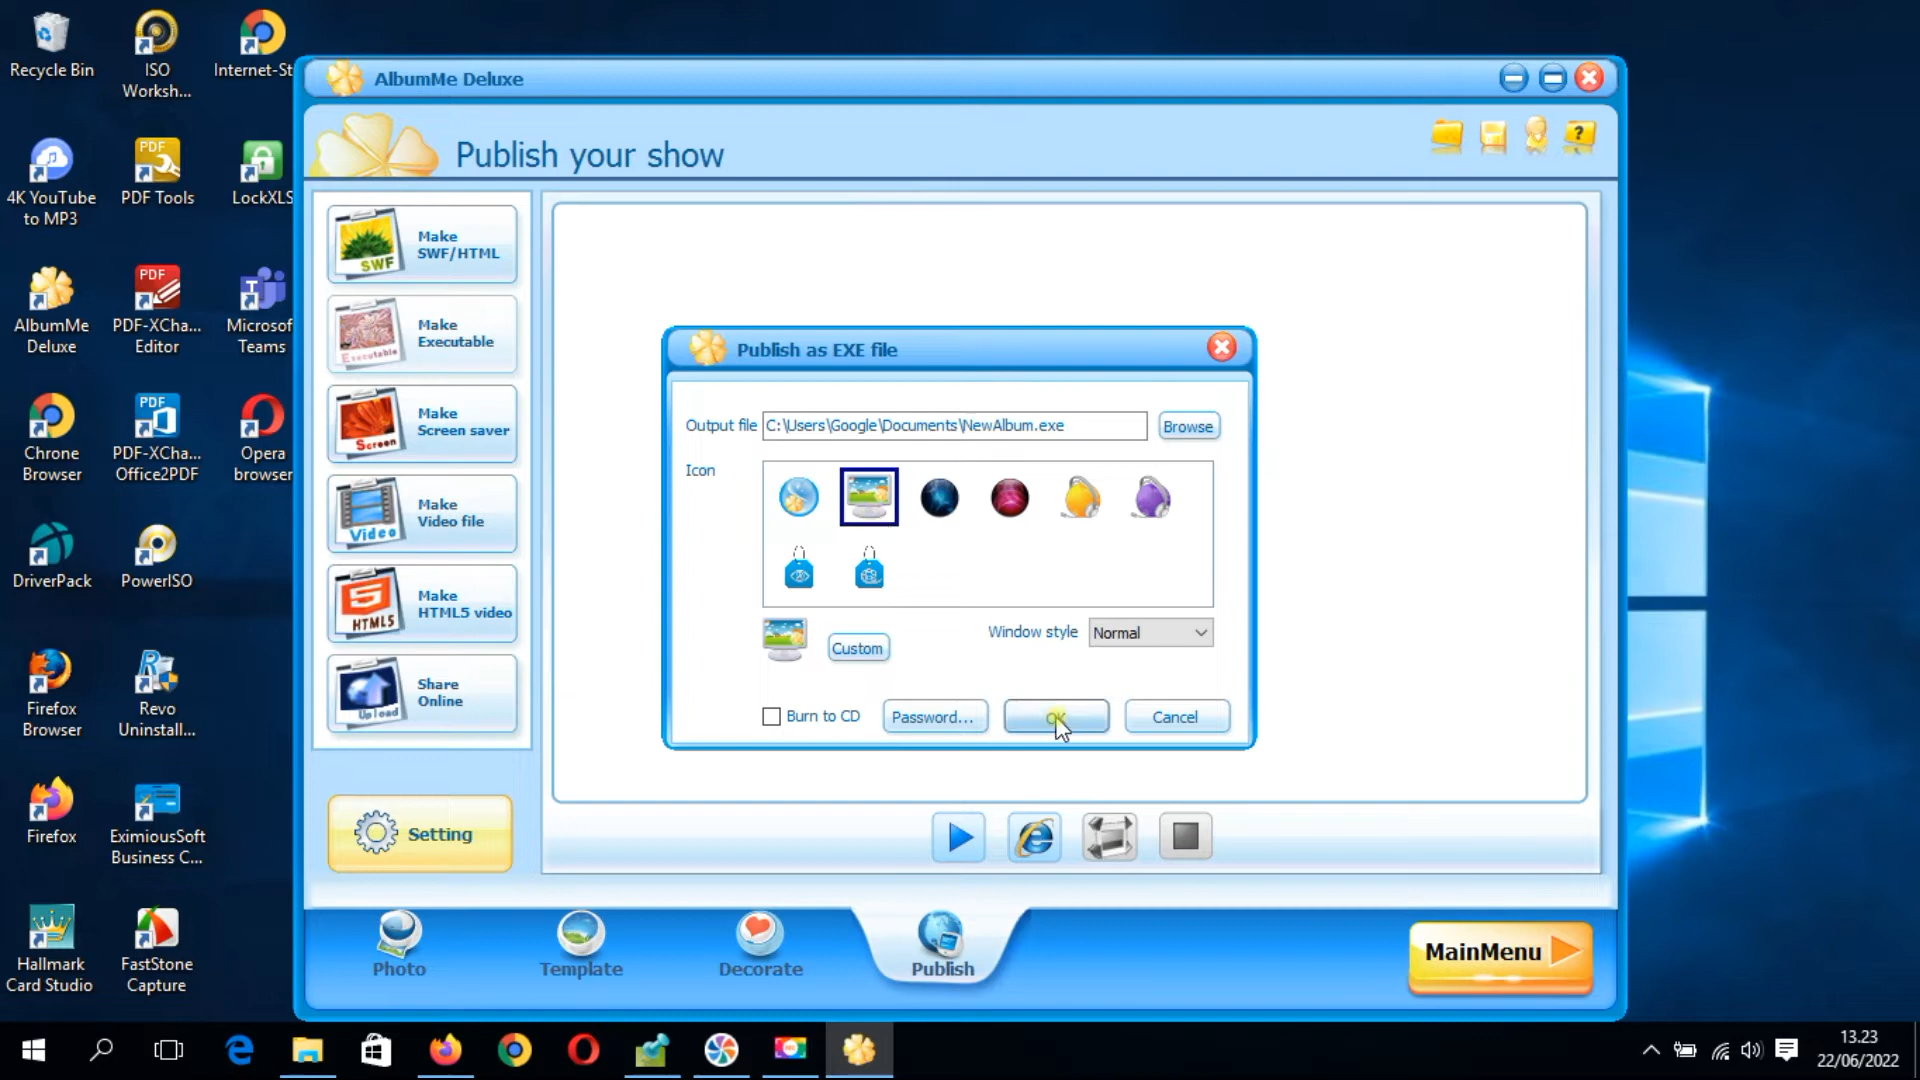 Recycle Bin
ISO
Worksh...
Internet-St
4K YouTube
to MP3
PDF
PDF Tools
LockXLS
AlbumMe
Deluxe
PDF
PDF-XCha...
Editor
Microsof
Teams
Chrome
Browser
PDF
PDF-XCha...
Office2PDF
Opera
browser
DriverPack
PowerISO
Firefox
Browser
Revo
Uninstall...
Firefox
EximiousSoft
Business C...
Hallmark
Card Studio
FastStone
Capture
AlbumMe Deluxe
Publish your show
Make
SWF/HTML
SWF
Make
Executable
Executable
Make
Screen saver
Screen
Make
Video file
Video
Make
HTML5 video
HTML5
Share
Online
Upload
Setting
Publish as EXE file
Output file C:\Users\Google\Documents\NewAlbum.exe Browse
Icon
Custom
Window style Normal
Burn to CD Password... OK Cancel
Photo
Template
Decorate
Publish
MainMenu
13.23
22/06/2022